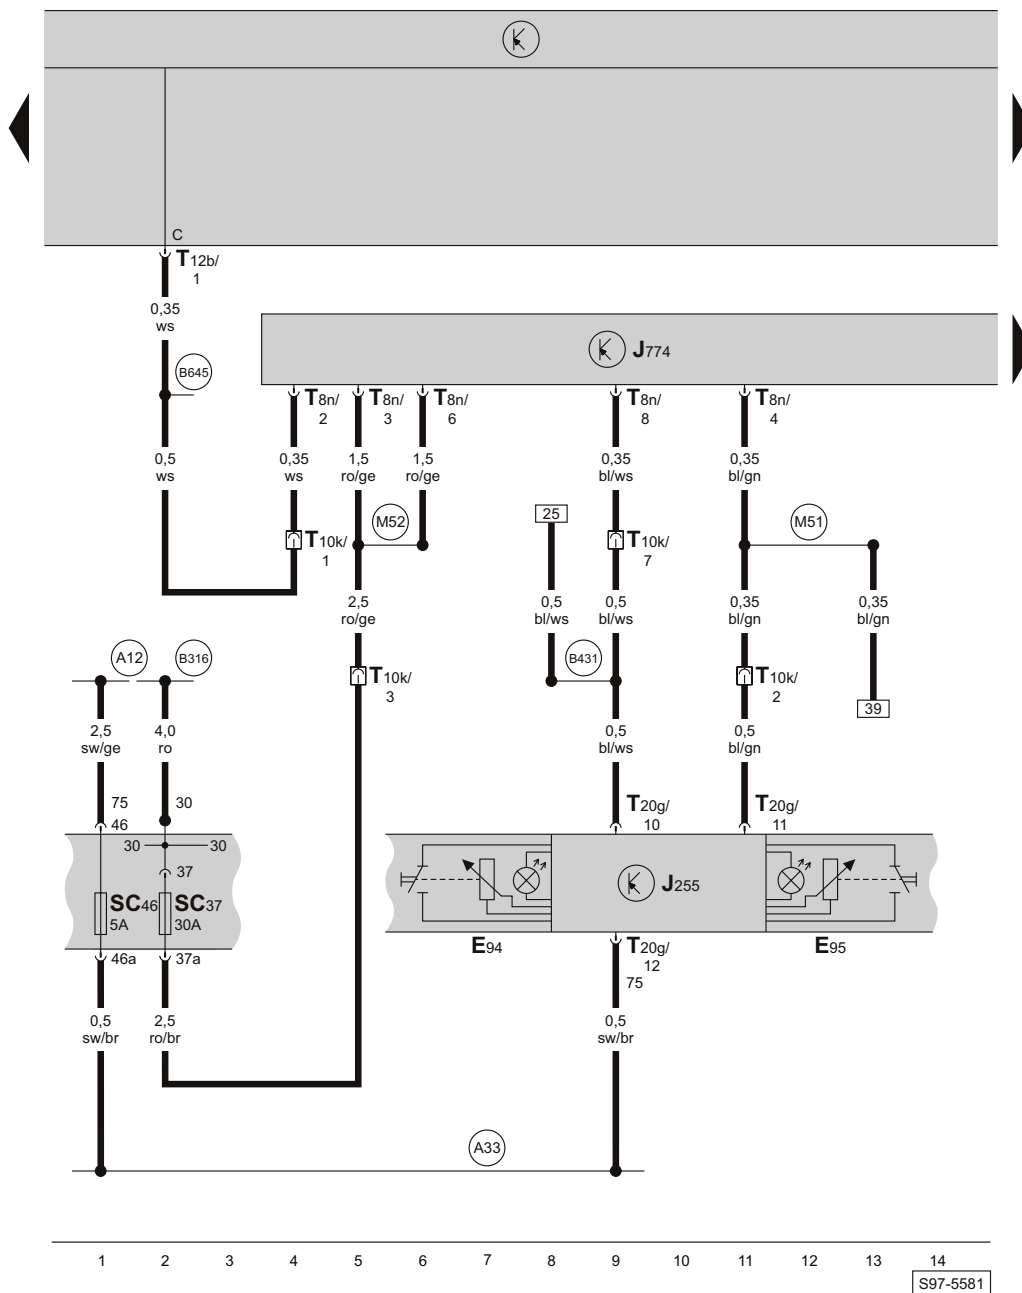 C
T12b/
1
0,35
ws
B645
J774
T8n/
2
T8n/
3
T8n/
6
T8n/
8
T8n/
4
0,5
ws
0,35
ws
1,5
ro/ge
1,5
ro/ge
0,35
bl/ws
0,35
bl/gn
M52
25
M51
T10k/
1
T10k/
7
2,5
ro/ge
0,5
bl/ws
0,5
bl/ws
0,35
bl/gn
0,35
bl/gn
A12
B316
B431
T10k/
3
T10k/
2
39
2,5
sw/ge
4,0
ro
0,5
bl/ws
0,5
bl/gn
75
46
30
T20g/
10
T20g/
11
30
30
37
SC46
5A
SC37
30A
J255
46a
37a
E94
T20g/
12
75
E95
0,5
sw/br
2,5
ro/br
0,5
sw/br
A33
1 2 3 4 5 6 7 8 9 10 11 12 13 14
S97-5581